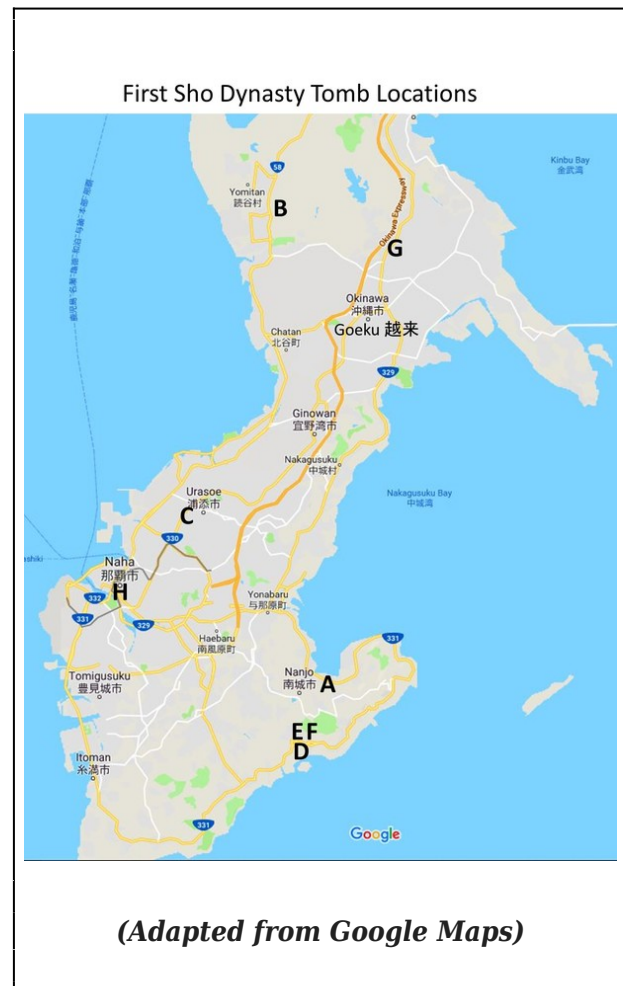 First Sho Dynasty Tomb Locations
58
Kinbu Bay
金武湾
Yomitan
読谷村
B
Okinawa Expressway
G
Okinawa
沖縄市
Goeku 越来
Chatan
北谷町
329
Ginowan
宜野湾市
Nakagusuku
中城村
Nakagusuku Bay
中城湾
Urasoe
浦添市
C
330
ashiki
Naha
那覇市
H
332
331
329
Yonabaru
与那原町
Haebaru
南風原町
331
Tomigusuku
豊見城市
Nanjo
南城市
A
E F
D
Itoman
糸満市
331
Google
(Adapted from Google Maps)